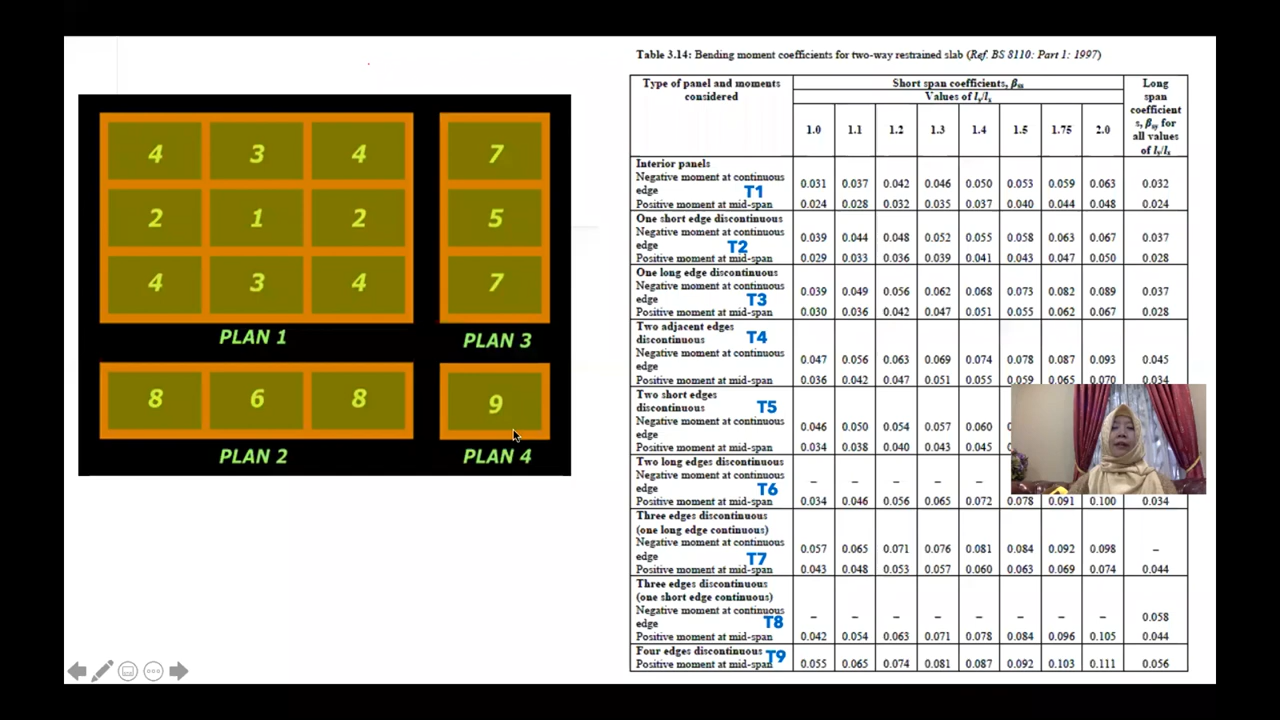 Table 3.14: Bending moment coefficients for two-way restrained slab (Ref. BS 8110: Part 1: 1997)
4 3 4
2 1 2
4 3 4
PLAN 1
7
5
7
PLAN 3
8 6 8
PLAN 2
9
PLAN 4
Type of panel and moments considered
Short span coefficients, βsx
Values of ly/lx
1.0 1.1 1.2 1.3 1.4 1.5 1.75 2.0
Long
span
coefficient
s, βsy for
all values
of ly/lx
Interior panels
Negative moment at continuous
edge T1 0.031 0.037 0.042 0.046 0.050 0.053 0.059 0.063 0.032
Positive moment at mid-span 0.024 0.028 0.032 0.035 0.037 0.040 0.044 0.048 0.024
One short edge discontinuous
Negative moment at continuous
edge T2 0.039 0.044 0.048 0.052 0.055 0.058 0.063 0.067 0.037
Positive moment at mid-span 0.029 0.033 0.036 0.039 0.041 0.043 0.047 0.050 0.028
One long edge discontinuous
Negative moment at continuous
edge T3 0.039 0.049 0.056 0.062 0.068 0.073 0.082 0.089 0.037
Positive moment at mid-span 0.030 0.036 0.042 0.047 0.051 0.055 0.062 0.067 0.028
Two adjacent edges
discontinuous T4
Negative moment at continuous
edge 0.047 0.056 0.063 0.069 0.074 0.078 0.087 0.093 0.045
Positive moment at mid-span 0.036 0.042 0.047 0.051 0.055 0.059 0.065 0.070 0.034
Two short edges
discontinuous T5
Negative moment at continuous
edge 0.046 0.050 0.054 0.057 0.060
Positive moment at mid-span 0.034 0.038 0.040 0.043 0.045
Two long edges discontinuous
Negative moment at continuous
edge T6 – – – – –
Positive moment at mid-span 0.034 0.046 0.056 0.065 0.072 0.078 0.091 0.100 0.034
Three edges discontinuous
(one long edge continuous)
Negative moment at continuous
edge T7 0.057 0.065 0.071 0.076 0.081 0.084 0.092 0.098 –
Positive moment at mid-span 0.043 0.048 0.053 0.057 0.060 0.063 0.069 0.074 0.044
Three edges discontinuous
(one short edge continuous)
Negative moment at continuous
edge T8 – – – – – – – – 0.058
Positive moment at mid-span 0.042 0.054 0.063 0.071 0.078 0.084 0.096 0.105 0.044
Four edges discontinuous T9
Positive moment at mid-span 0.055 0.065 0.074 0.081 0.087 0.092 0.103 0.111 0.056